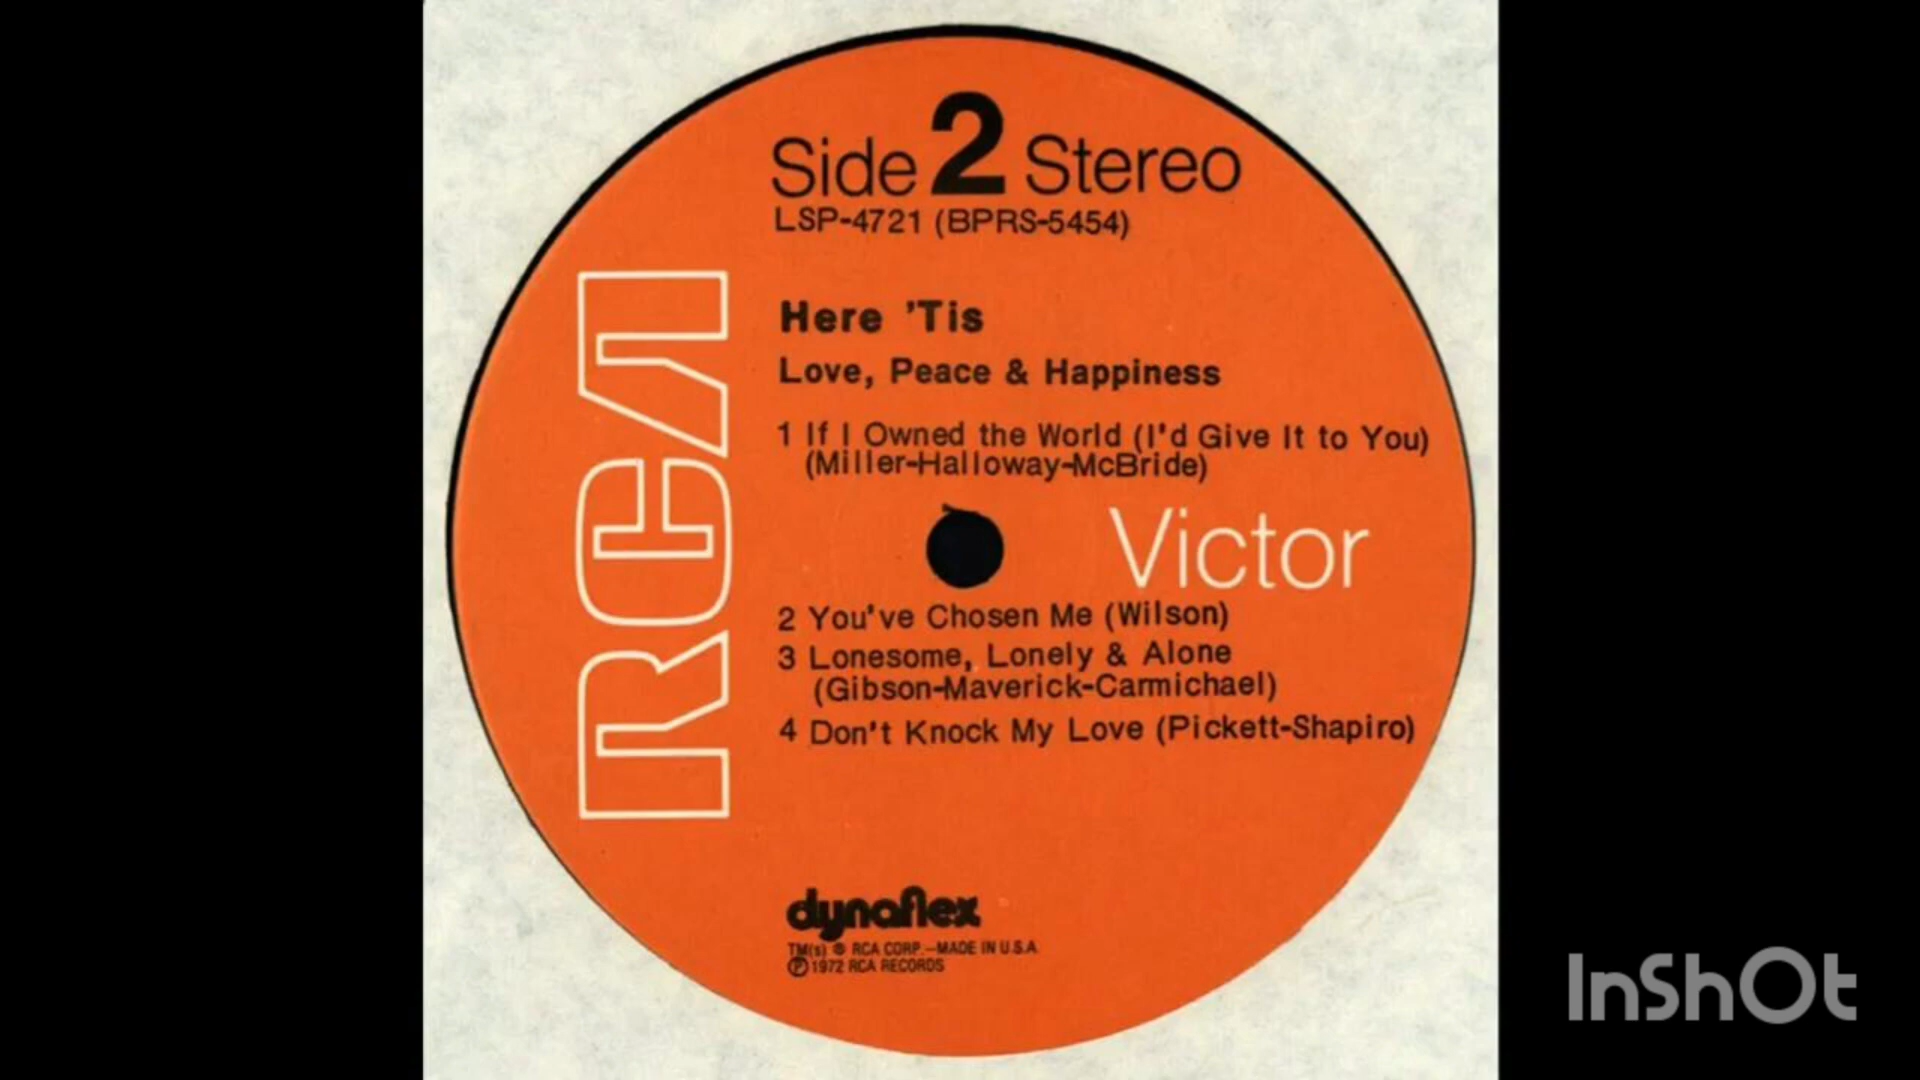 Side 2 Stereo
LSP-4721 (BPRS-5454)
Here 'Tis
Love, Peace & Happiness
1 If I Owned the World (I'd Give It to You)
(Miller-Halloway-McBride)
RCA
Victor
2 You've Chosen Me (Wilson)
3 Lonesome, Lonely & Alone
(Gibson-Maverick-Carmichael)
4 Don't Knock My Love (Pickett-Shapiro)
dynaflex
TM(s) ® RCA CORP.—MADE IN U.S.A.
℗ 1972 RCA RECORDS
InShOt